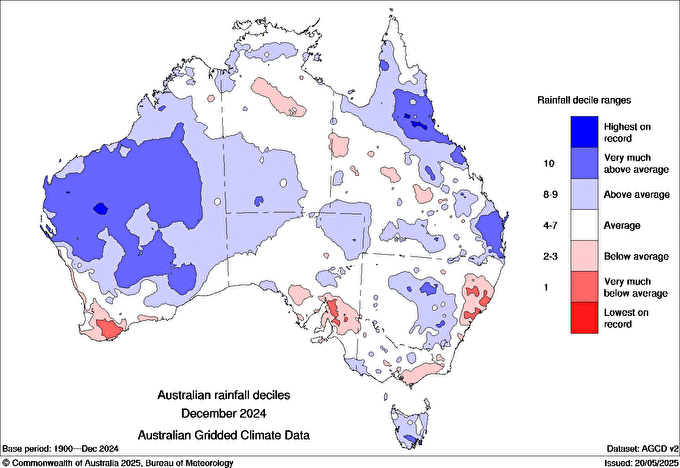 Rainfall decile ranges
Highest on
record
10 Very much
above average
8-9 Above average
4-7 Average
2-3 Below average
1 Very much
below average
Lowest on
record
Australian rainfall deciles
December 2024
Australian Gridded Climate Data
Base period: 1900—Dec 2024
Dataset: AGCD v2
© Commonwealth of Australia 2025, Bureau of Meteorology
Issued: 20/05/2025